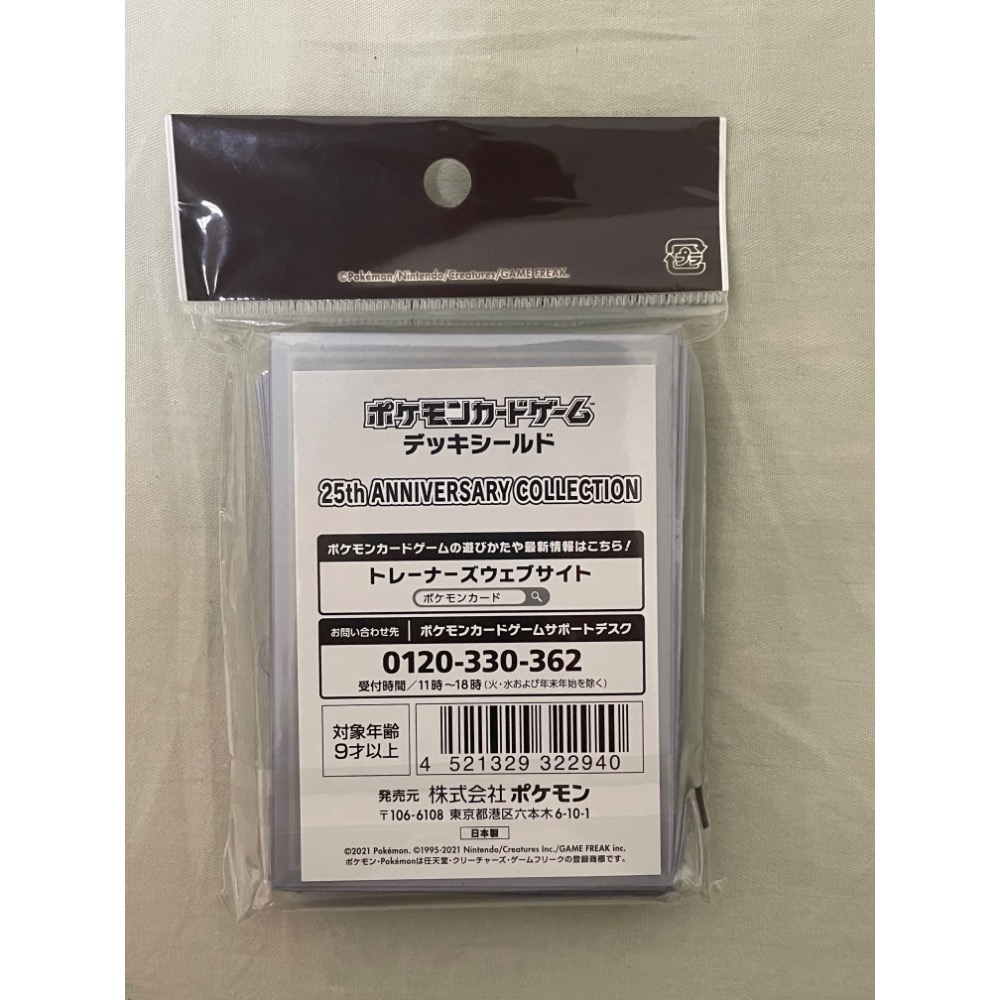 ©Pokémon/Nintendo/Creatures/GAME FREAK.
プラ
ポケモンカードゲーム™
デッキシールド
25th ANNIVERSARY COLLECTION
ポケモンカードゲームの遊びかたや最新情報はこちら!
トレーナーズウェブサイト
ポケモンカード
お問い合わせ先 ポケモンカードゲームサポートデスク
0120-330-362
受付時間/11時~18時(火・水および年末年始を除く)
対象年齢
9才以上
4 521329 322940
発売元 株式会社 ポケモン
〒106-6108 東京都港区六本木6-10-1
日本製
©2021 Pokémon. ©1995-2021 Nintendo/Creatures Inc./GAME FREAK inc.
ポケモン・Pokémonは任天堂・クリーチャーズ・ゲームフリークの登録商標です。